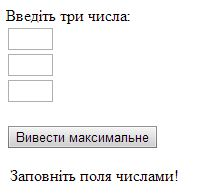 Введіть три числа:
Вивести максимальне
Заповніть поля числами!